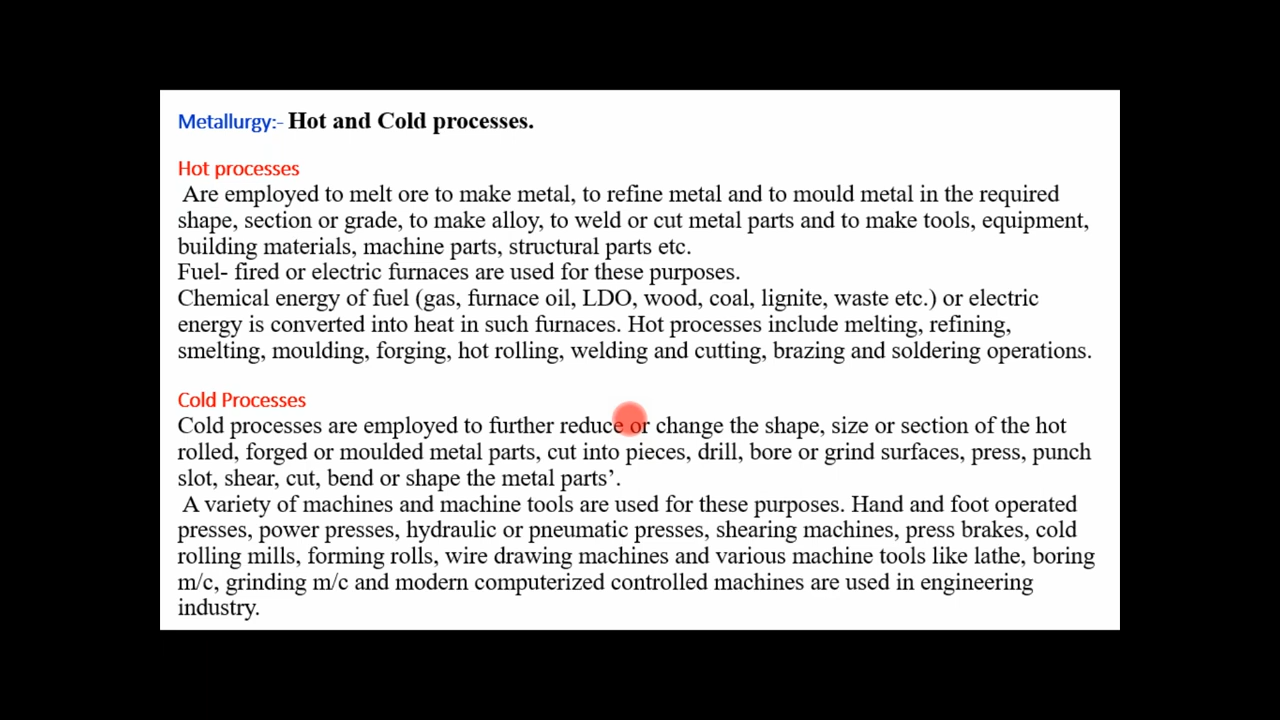 Metallurgy:- Hot and Cold processes.
Hot processes
Are employed to melt ore to make metal, to refine metal and to mould metal in the required
shape, section or grade, to make alloy, to weld or cut metal parts and to make tools, equipment,
building materials, machine parts, structural parts etc.
Fuel- fired or electric furnaces are used for these purposes.
Chemical energy of fuel (gas, furnace oil, LDO, wood, coal, lignite, waste etc.) or electric
energy is converted into heat in such furnaces. Hot processes include melting, refining,
smelting, moulding, forging, hot rolling, welding and cutting, brazing and soldering operations.
Cold Processes
Cold processes are employed to further reduce or change the shape, size or section of the hot
rolled, forged or moulded metal parts, cut into pieces, drill, bore or grind surfaces, press, punch
slot, shear, cut, bend or shape the metal parts’.
A variety of machines and machine tools are used for these purposes. Hand and foot operated
presses, power presses, hydraulic or pneumatic presses, shearing machines, press brakes, cold
rolling mills, forming rolls, wire drawing machines and various machine tools like lathe, boring
m/c, grinding m/c and modern computerized controlled machines are used in engineering
industry.